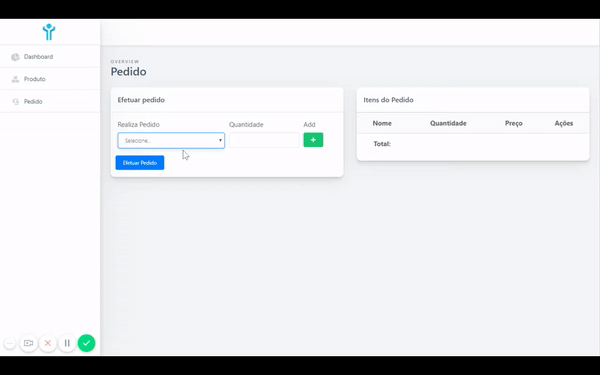 Dashboard
Produto
Pedido
OVERVIEW
Pedido
Efetuar pedido
Realiza Pedido Quantidade Add
Selecione...
+
Efetuar Pedido
Itens do Pedido
Nome Quantidade Preço Ações
Total: